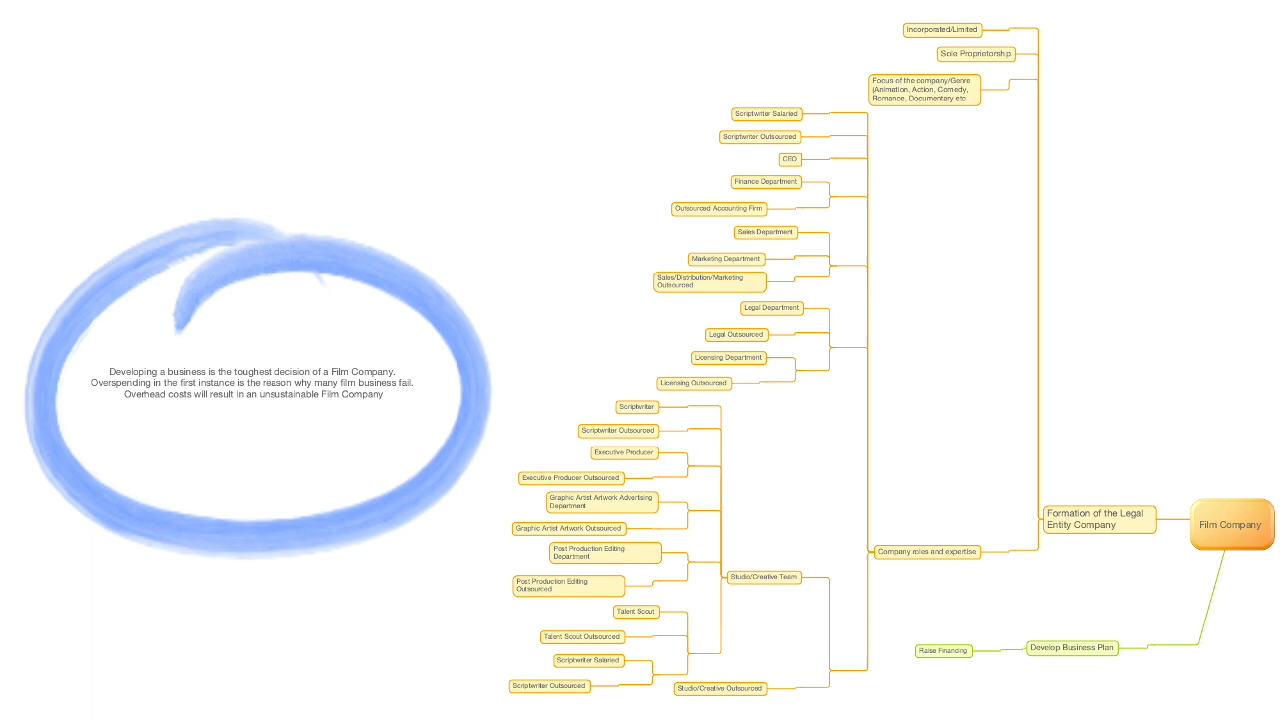 Incorporated/Limited
Sole Proprietorship
Focus of the company/Genre
(Animation, Action, Comedy,
Romance, Documentary etc
Scriptwriter Salaried
Scriptwriter Outsourced
CEO
Finance Department
Outsourced Accounting Firm
Sales Department
Marketing Department
Sales/Distribution/Marketing
Outsourced
Legal Department
Legal Outsourced
Licensing Department
Licensing Outsourced
Developing a business is the toughest decision of a Film Company.
Overspending in the first instance is the reason why many film business fail.
Overhead costs will result in an unsustainable Film Company
Scriptwriter
Scriptwriter Outsourced
Executive Producer
Executive Producer Outsourced
Graphic Artist Artwork Advertising
Department
Graphic Artist Artwork Outsourced
Post Production Editing
Department
Post Production Editing
Outsourced
Talent Scout
Talent Scout Outsourced
Scriptwriter Salaried
Scriptwriter Outsourced
Studio/Creative Team
Studio/Creative Outsourced
Company roles and expertise
Formation of the Legal
Entity Company
Film Company
Develop Business Plan
Raise Financing